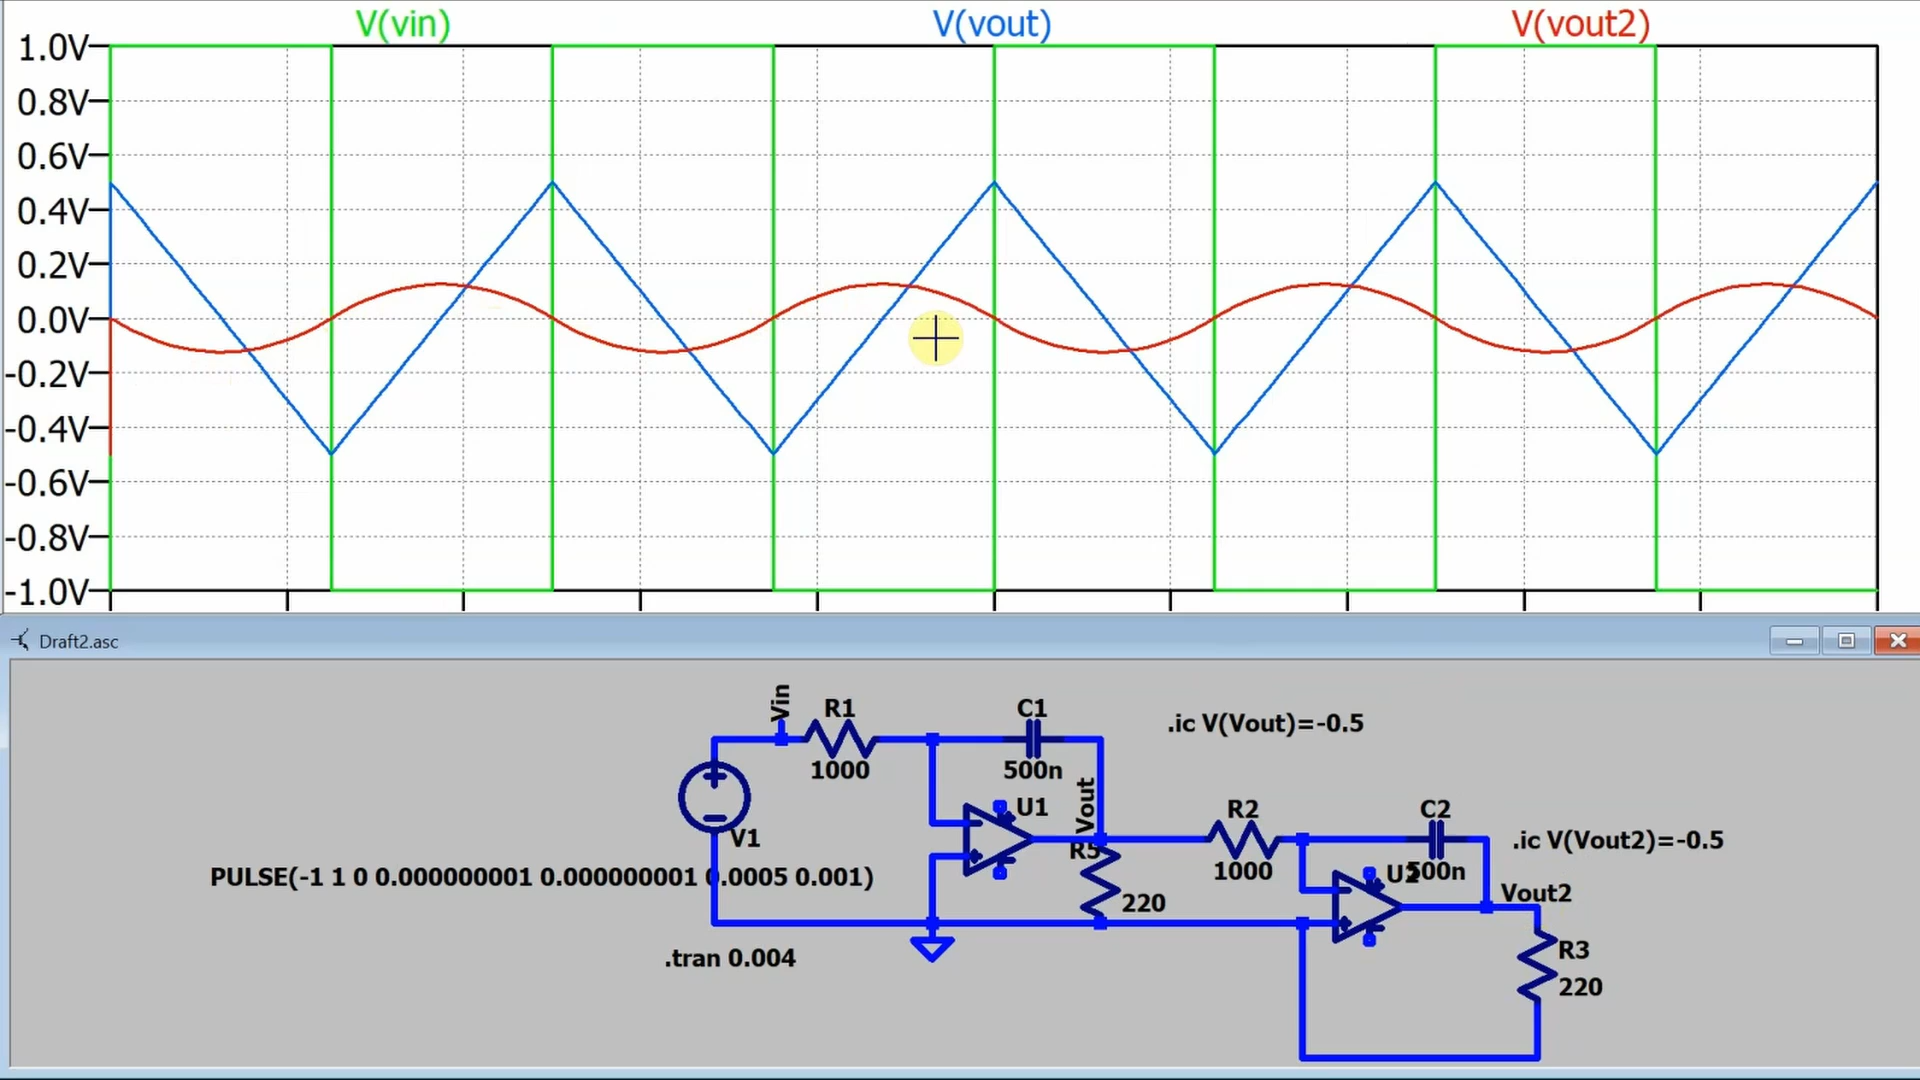 V(vin) V(vout) V(vout2)
1.0V
0.8V
0.6V
0.4V
0.2V
0.0V
-0.2V
-0.4V
-0.6V
-0.8V
-1.0V
Draft2.asc
Vin
R1
1000
C1
500n
.ic V(Vout)=-0.5
V1
U1
Vout
R5
220
R2
1000
C2
500n
U2
.ic V(Vout2)=-0.5
Vout2
PULSE(-1 1 0 0.000000001 0.000000001 0.0005 0.001)
.tran 0.004
R3
220